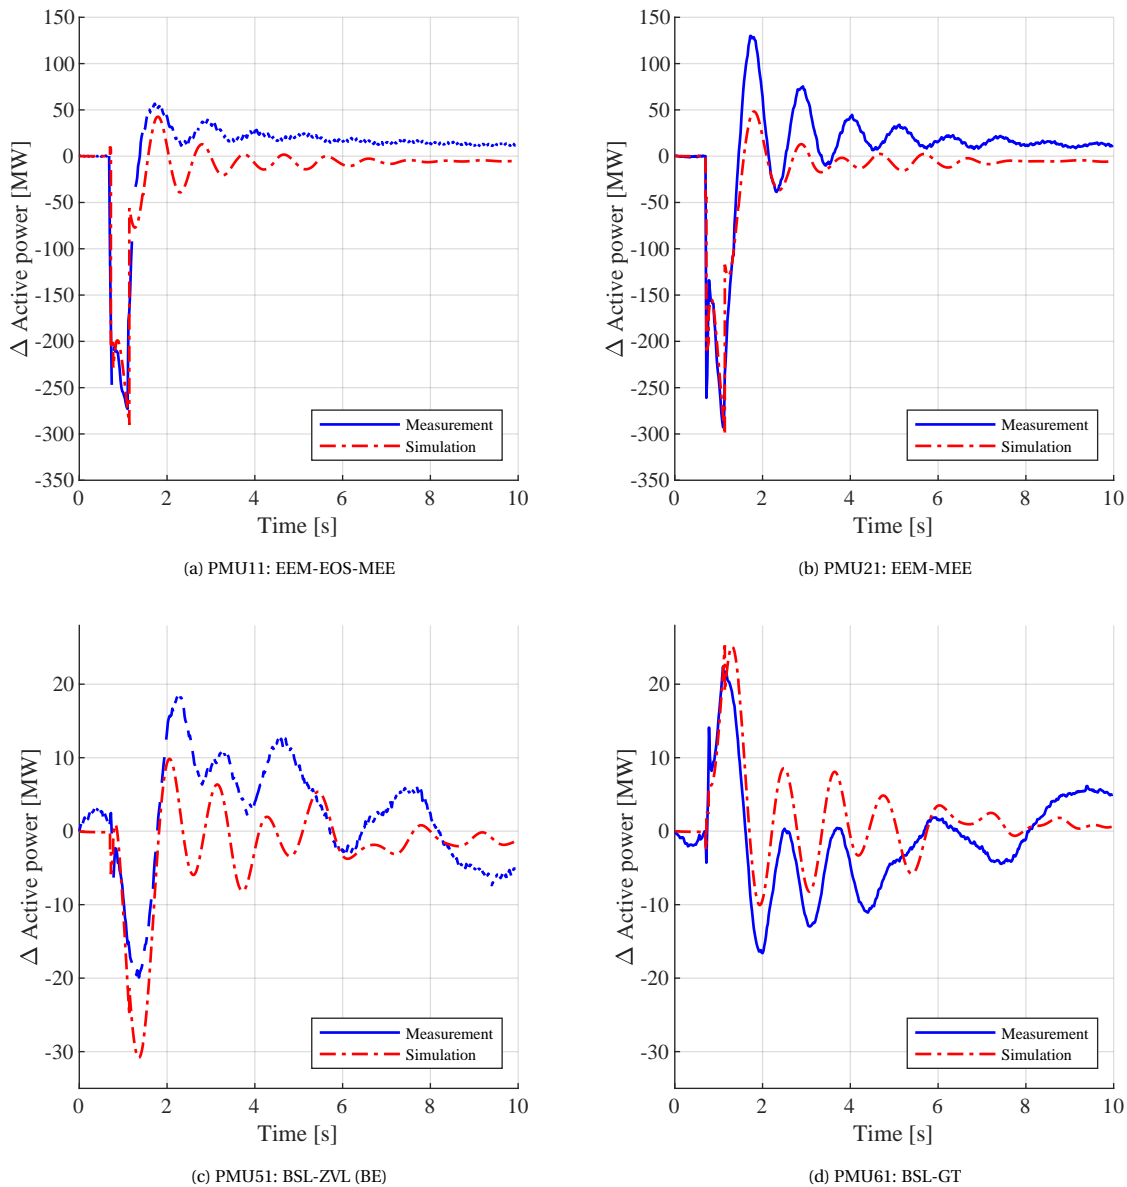 150
100
50
0
-50
-100
-150
-200
-250
-300
-350
0 2 4 6 8 10
Δ Active power [MW]
Time [s]
Measurement
Simulation
(a) PMU11: EEM-EOS-MEE
150
100
50
0
-50
-100
-150
-200
-250
-300
-350
0 2 4 6 8 10
Δ Active power [MW]
Time [s]
Measurement
Simulation
(b) PMU21: EEM-MEE
20
10
0
-10
-20
-30
0 2 4 6 8 10
Δ Active power [MW]
Time [s]
Measurement
Simulation
(c) PMU51: BSL-ZVL (BE)
20
10
0
-10
-20
-30
0 2 4 6 8 10
Δ Active power [MW]
Time [s]
Measurement
Simulation
(d) PMU61: BSL-GT